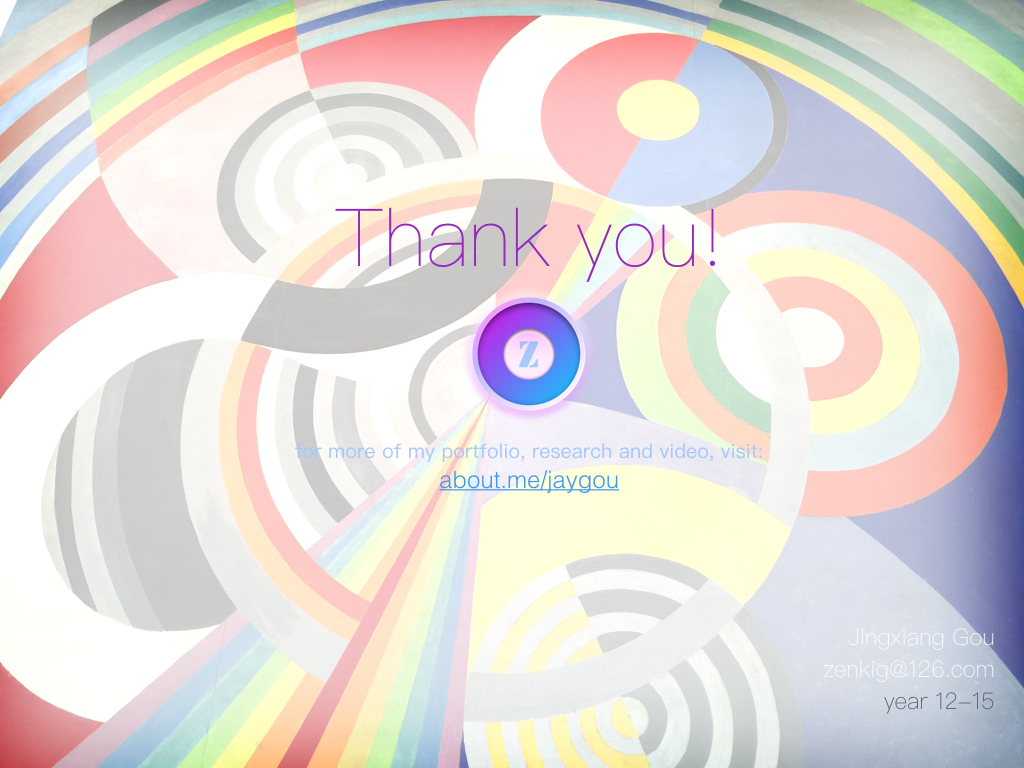 Thank you!
Z
for more of my portfolio, research and video, visit:
about.me/jaygou
Jingxiang Gou
zenkig@126.com
year 12–15